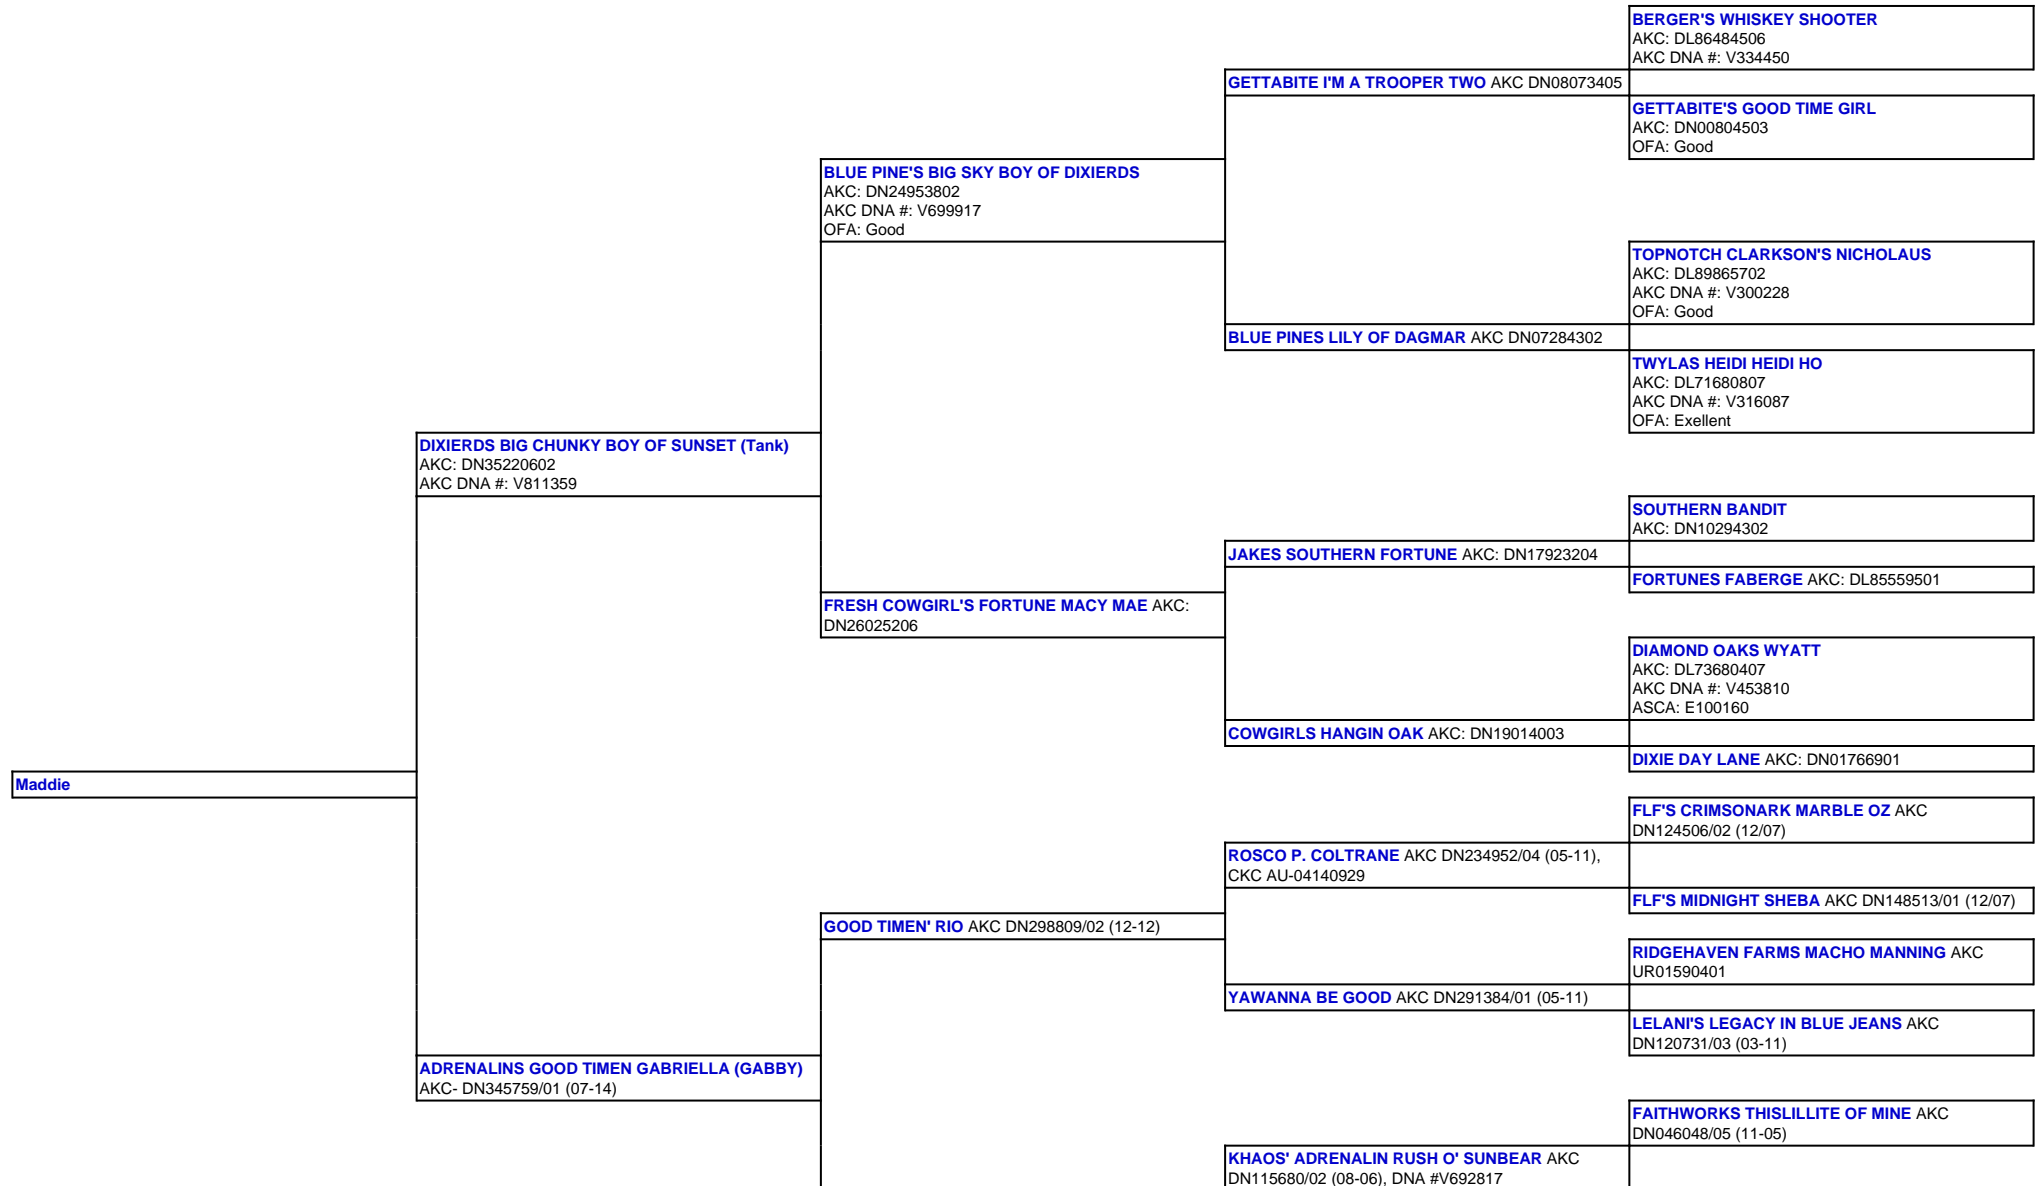 BERGER'S WHISKEY SHOOTER
AKC: DL86484506
AKC DNA #: V334450
GETTABITE I'M A TROOPER TWO AKC DN08073405
GETTABITE'S GOOD TIME GIRL
AKC: DN00804503
OFA: Good
BLUE PINE'S BIG SKY BOY OF DIXIERDS
AKC: DN24953802
AKC DNA #: V699917
OFA: Good
TOPNOTCH CLARKSON'S NICHOLAUS
AKC: DL89865702
AKC DNA #: V300228
OFA: Good
BLUE PINES LILY OF DAGMAR AKC DN07284302
TWYLAS HEIDI HEIDI HO
AKC: DL71680807
AKC DNA #: V316087
OFA: Exellent
DIXIERDS BIG CHUNKY BOY OF SUNSET (Tank)
AKC: DN35220602
AKC DNA #: V811359
SOUTHERN BANDIT
AKC: DN10294302
JAKES SOUTHERN FORTUNE AKC: DN17923204
FORTUNES FABERGE AKC: DL85559501
FRESH COWGIRL'S FORTUNE MACY MAE AKC:
DN26025206
DIAMOND OAKS WYATT
AKC: DL73680407
AKC DNA #: V453810
ASCA: E100160
COWGIRLS HANGIN OAK AKC: DN19014003
DIXIE DAY LANE AKC: DN01766901
Maddie
FLF'S CRIMSONARK MARBLE OZ AKC
DN124506/02 (12/07)
ROSCO P. COLTRANE AKC DN234952/04 (05-11),
CKC AU-04140929
FLF'S MIDNIGHT SHEBA AKC DN148513/01 (12/07)
GOOD TIMEN' RIO AKC DN298809/02 (12-12)
RIDGEHAVEN FARMS MACHO MANNING AKC
UR01590401
YAWANNA BE GOOD AKC DN291384/01 (05-11)
LELANI'S LEGACY IN BLUE JEANS AKC
DN120731/03 (03-11)
ADRENALINS GOOD TIMEN GABRIELLA (GABBY)
AKC- DN345759/01 (07-14)
FAITHWORKS THISLILLITE OF MINE AKC
DN046048/05 (11-05)
KHAOS' ADRENALIN RUSH O' SUNBEAR AKC
DN115680/02 (08-06), DNA #V692817